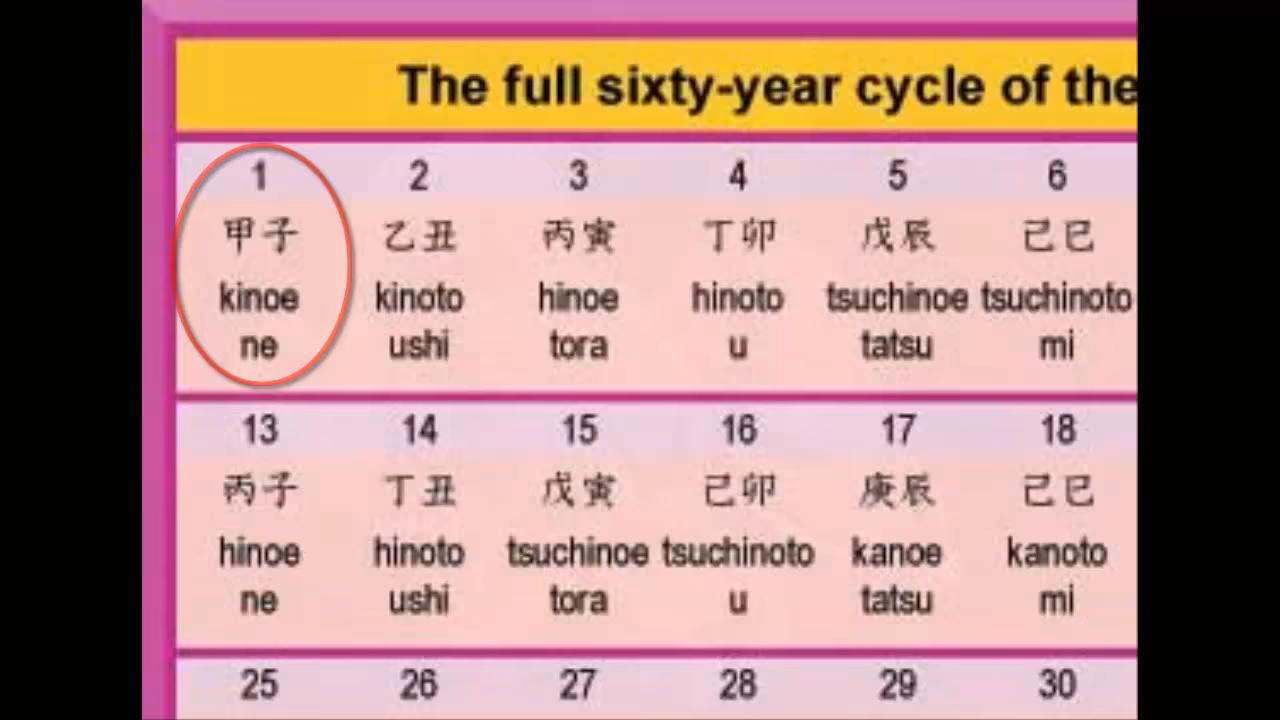 The full sixty-year cycle of the
1 2 3 4 5 6
甲子 乙丑 丙寅 丁卯 戊辰 己巳
kinoe kinoto hinoe hinoto tsuchinoe tsuchinoto
ne ushi tora u tatsu mi
13 14 15 16 17 18
丙子 丁丑 戊寅 己卯 庚辰 己巳
hinoe hinoto tsuchinoe tsuchinoto kanoe kanoto
ne ushi tora u tatsu mi
25 26 27 28 29 30